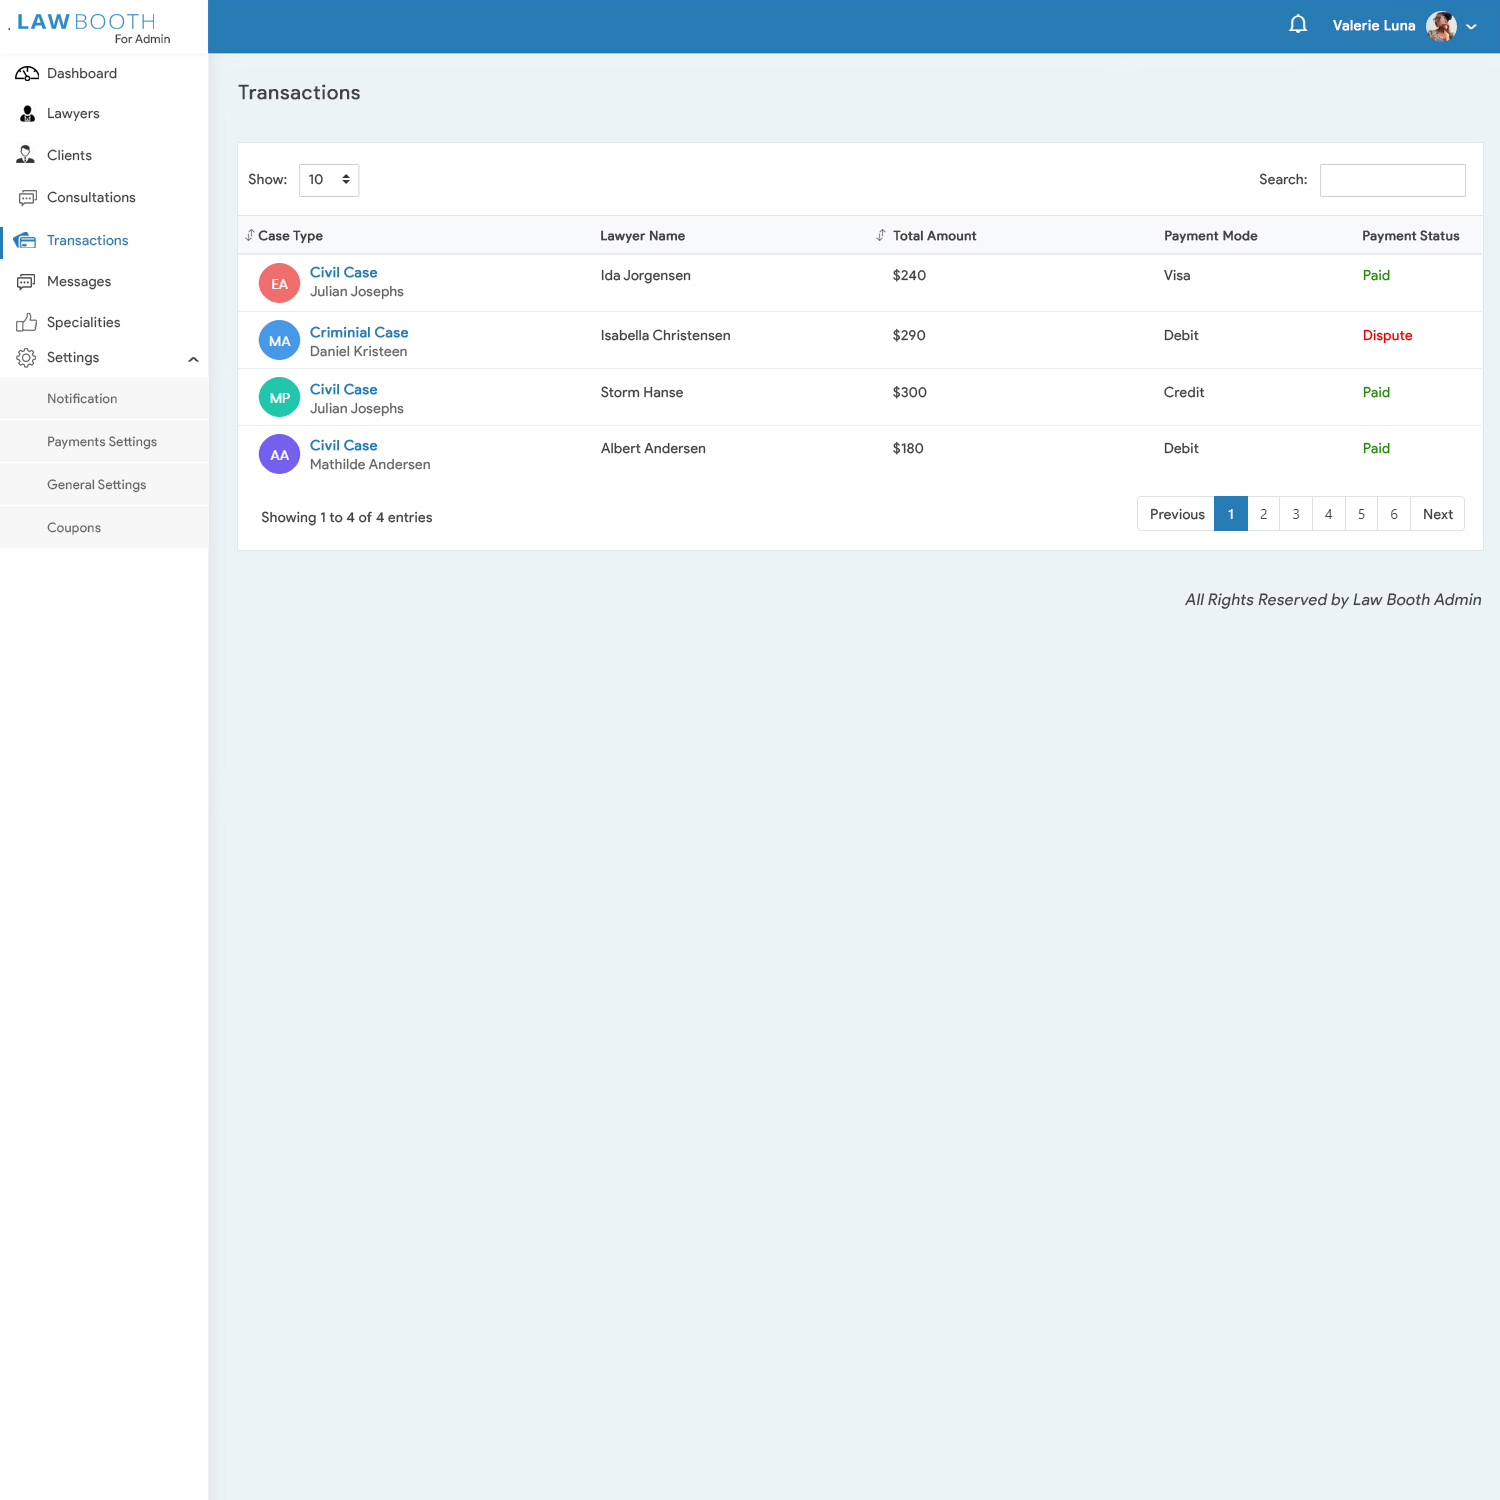 LAW BOOTH
For Admin
Valerie Luna
Dashboard
Lawyers
Clients
Consultations
Transactions
Messages
Specialities
Settings
Notification
Payments Settings
General Settings
Coupons
Transactions
Show: 10 Search:
Case Type Lawyer Name Total Amount Payment Mode Payment Status
EA Civil Case Ida Jorgensen $240 Visa Paid
Julian Josephs
MA Criminial Case Isabella Christensen $290 Debit Dispute
Daniel Kristeen
MP Civil Case Storm Hanse $300 Credit Paid
Julian Josephs
AA Civil Case Albert Andersen $180 Debit Paid
Mathilde Andersen
Showing 1 to 4 of 4 entries Previous 1 2 3 4 5 6 Next
All Rights Reserved by Law Booth Admin